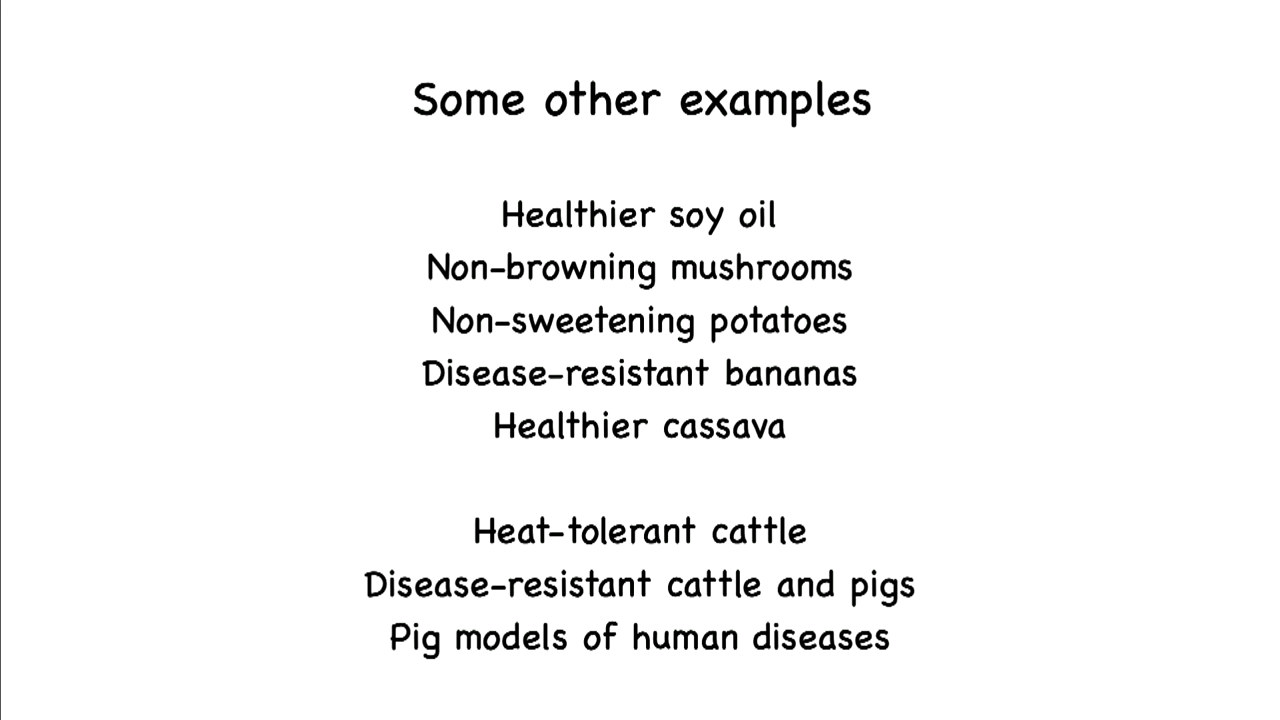 Some other examples
Healthier soy oil
Non-browning mushrooms
Non-sweetening potatoes
Disease-resistant bananas
Healthier cassava
Heat-tolerant cattle
Disease-resistant cattle and pigs
Pig models of human diseases